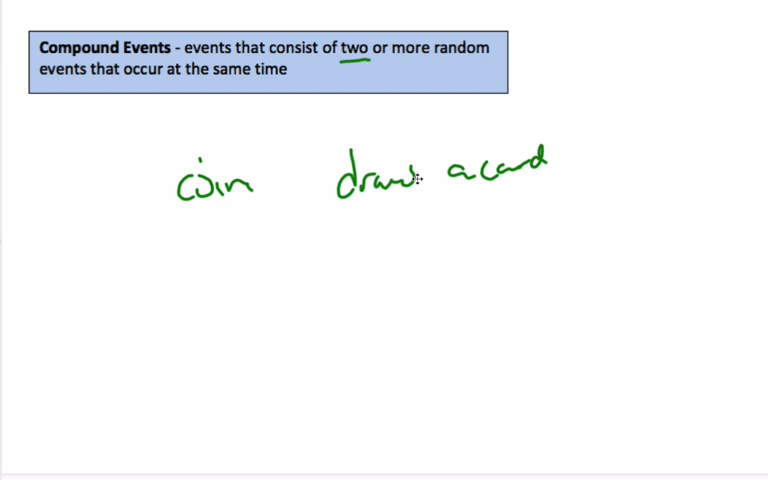 Compound Events - events that consist of two or more random
events that occur at the same time
coin draw a card